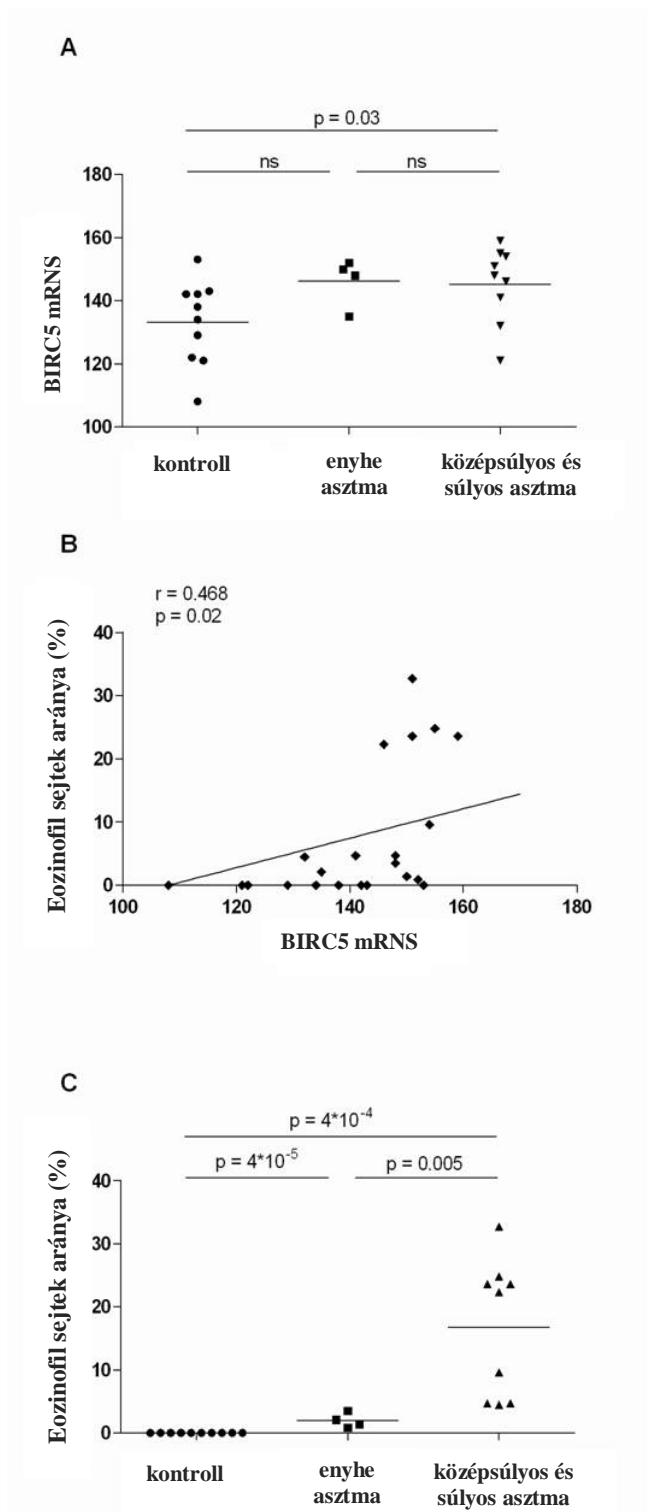 A
p = 0.03
ns ns
180
160
140
120
100
BIRC5 mRNS
kontroll enyhe asztma középsúlyos és súlyos asztma
B
r = 0.468
p = 0.02
40
30
20
10
0
Eozinofil sejtek aránya (%)
100 120 140 160 180
BIRC5 mRNS
C
p = 4*10⁻⁴
p = 4*10⁻⁵ p = 0.005
40
30
20
10
0
Eozinofil sejtek aránya (%)
kontroll enyhe asztma középsúlyos és súlyos asztma